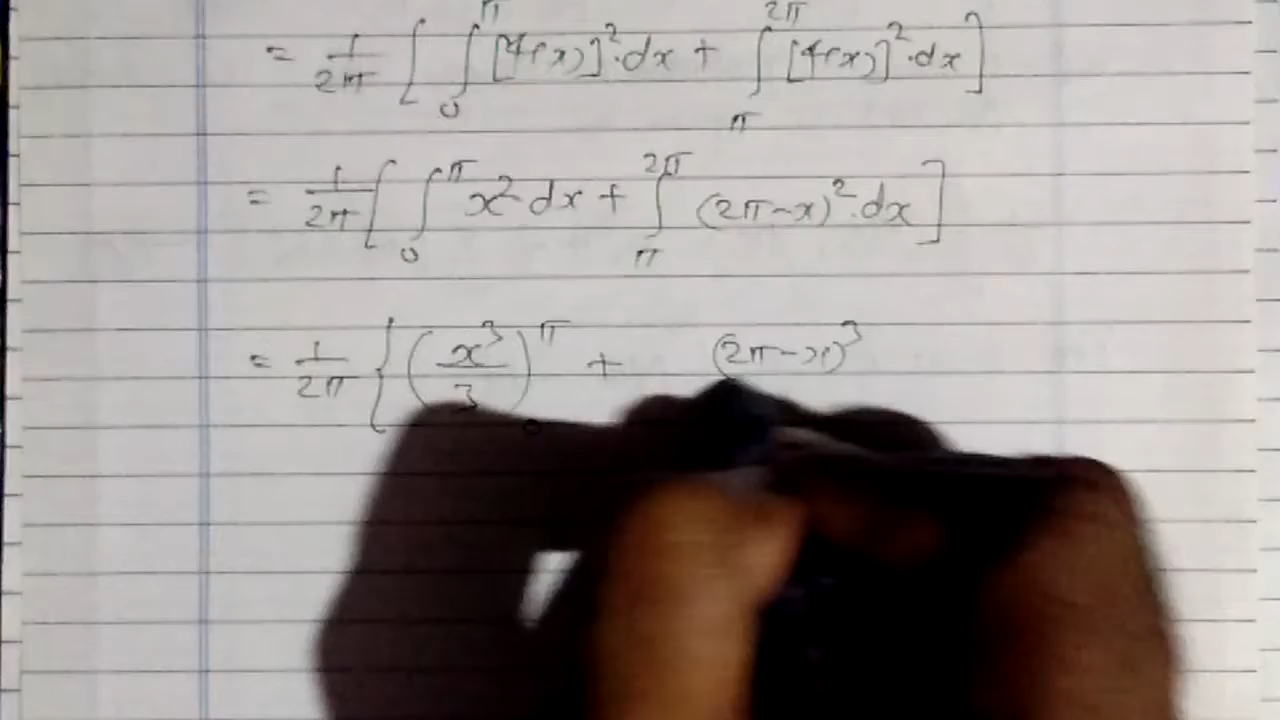 = 1/2π [ ∫₀^π [f(x)]²·dx + ∫_π^2π [f(x)]²·dx ]
= 1/2π [ ∫₀^π x² dx + ∫_π^2π (2π-x)²·dx ]
= 1/2π { (x³/3)₀^π + (2π-x)³